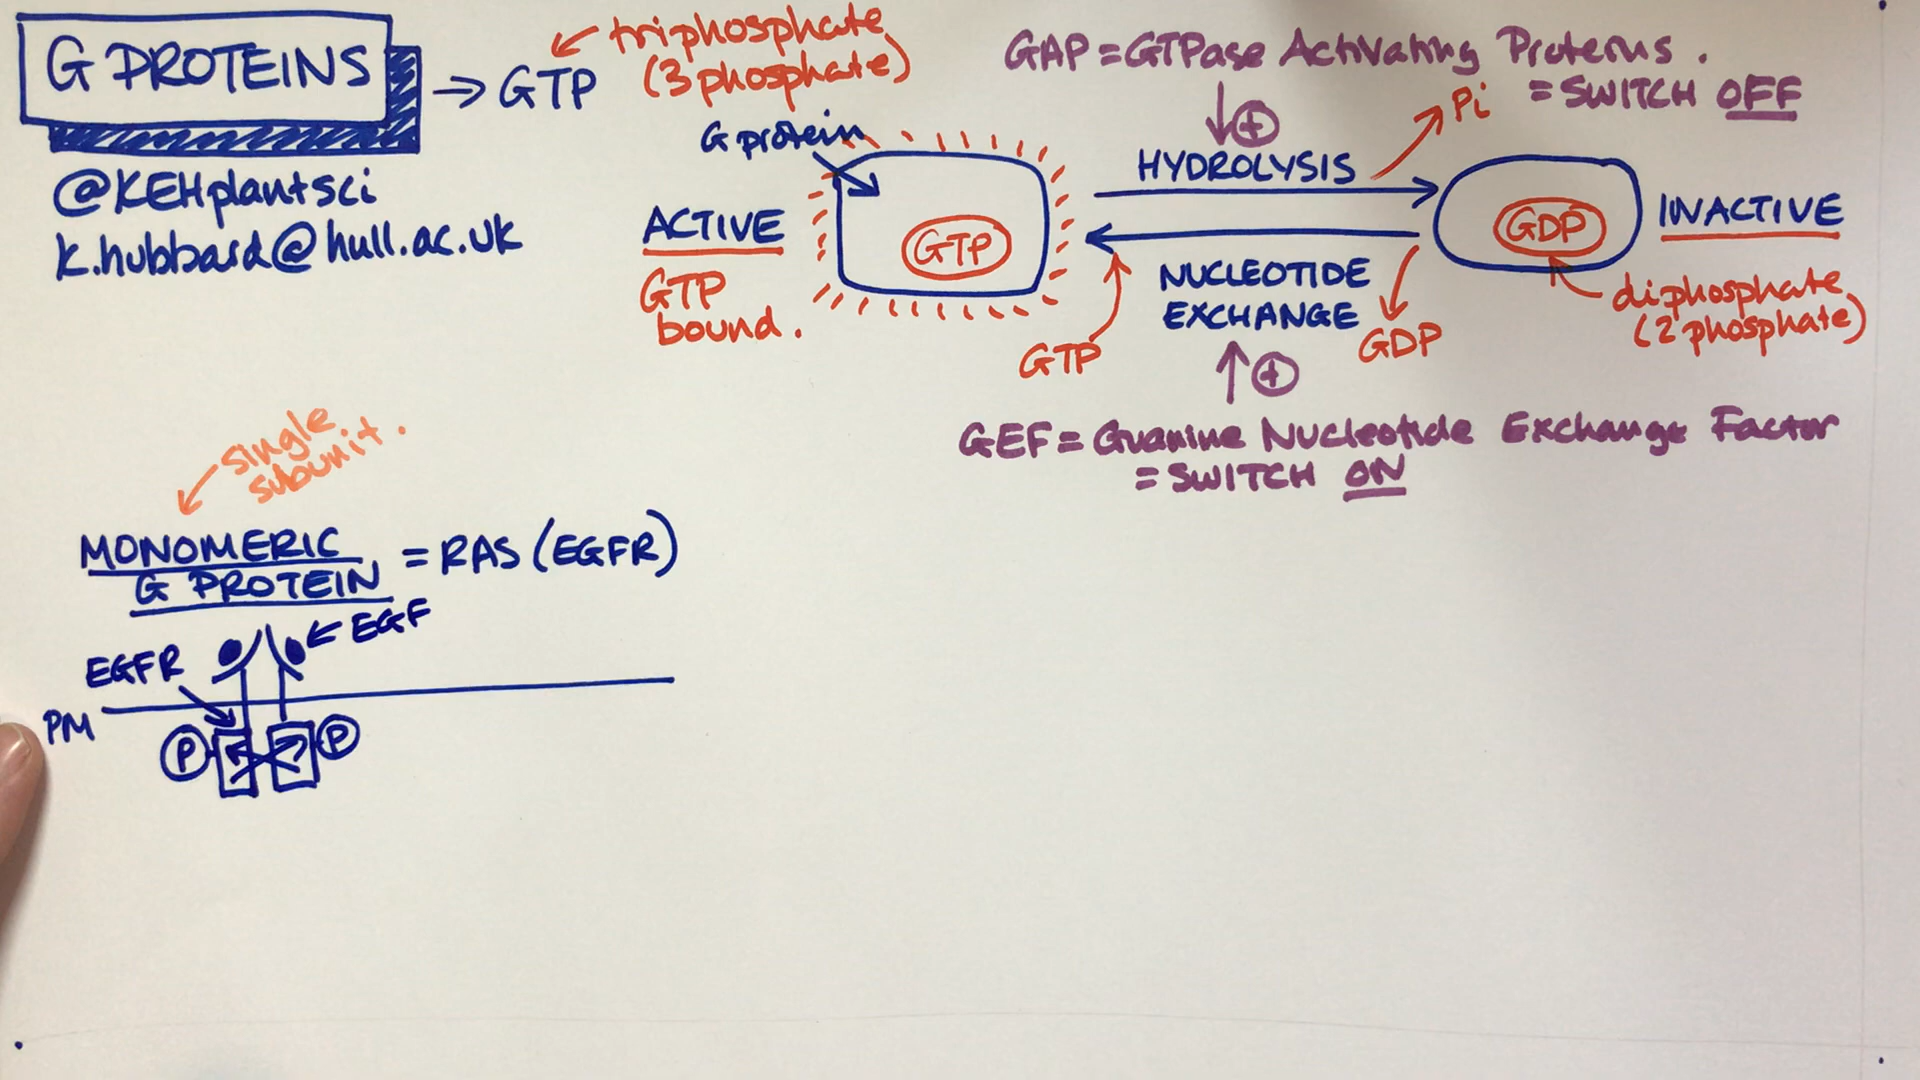 G PROTEINS → GTP
triphosphate
(3 phosphate)
@KEHplantsci
k.hubbard@hull.ac.uk
G protein
ACTIVE
GTP
bound.
GTP
GAP = GTPase Activating Proteins.
= SWITCH OFF
+
Pi
HYDROLYSIS
NUCLEOTIDE
EXCHANGE
GTP
GDP
+
GEF = Guanine Nucleotide Exchange Factor
= SWITCH ON
GDP
INACTIVE
diphosphate
(2 phosphate)
single
subunit.
MONOMERIC
G PROTEIN
= RAS (EGFR)
EGF
EGFR
PM
P
P